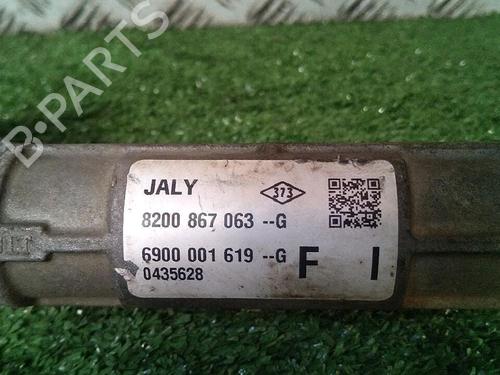 B-PARTS
JALY
373
8200 867 063 --G
6900 001 619 --G
0435628
F I